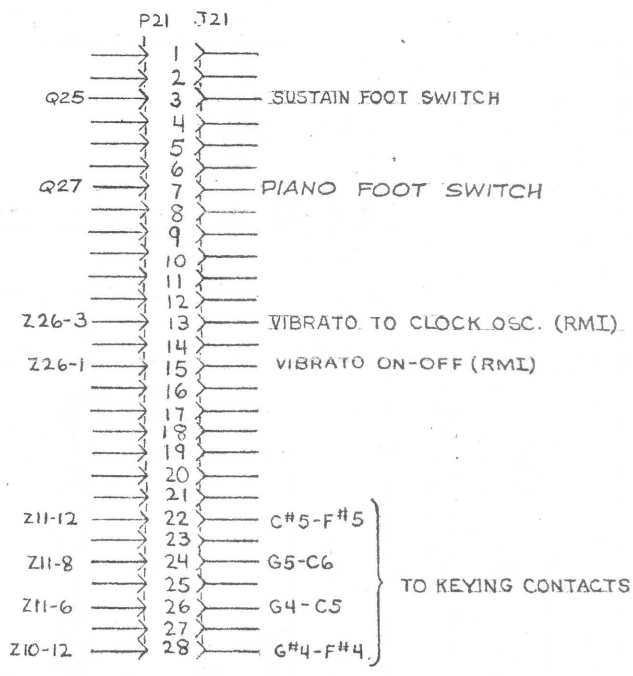 P21 J21
1
2
Q25 3 SUSTAIN FOOT SWITCH
4
5
6
Q27 7 PIANO FOOT SWITCH
8
9
10
11
12
Z26-3 13 VIBRATO TO CLOCK OSC. (RMI)
14
Z26-1 15 VIBRATO ON-OFF (RMI)
16
17
18
19
20
21
Z11-12 22 C#5-F#5
23
Z11-8 24 G5-C6
25
TO KEYING CONTACTS
Z11-6 26 G4-C5
27
Z10-12 28 G#4-F#4